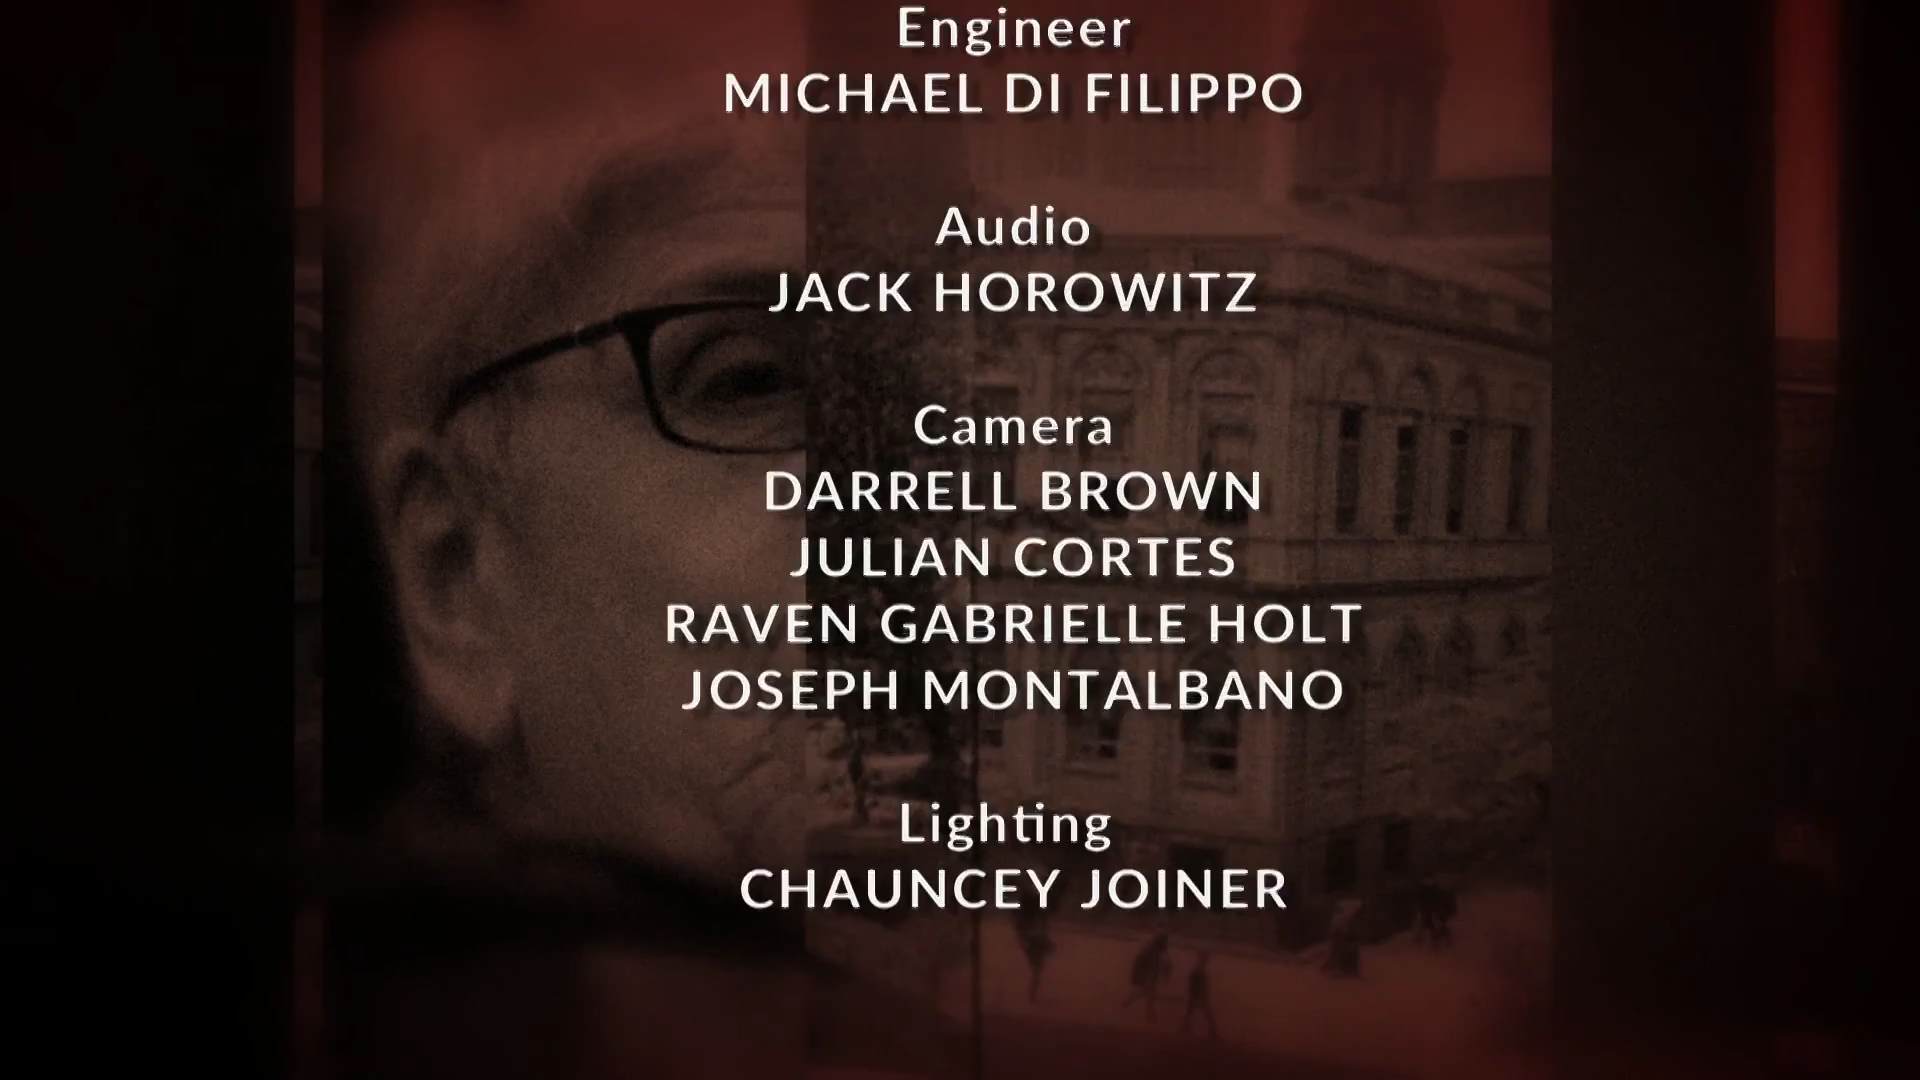 Engineer
MICHAEL DI FILIPPO
Audio
JACK HOROWITZ
Camera
DARRELL BROWN
JULIAN CORTES
RAVEN GABRIELLE HOLT
JOSEPH MONTALBANO
Lighting
CHAUNCEY JOINER